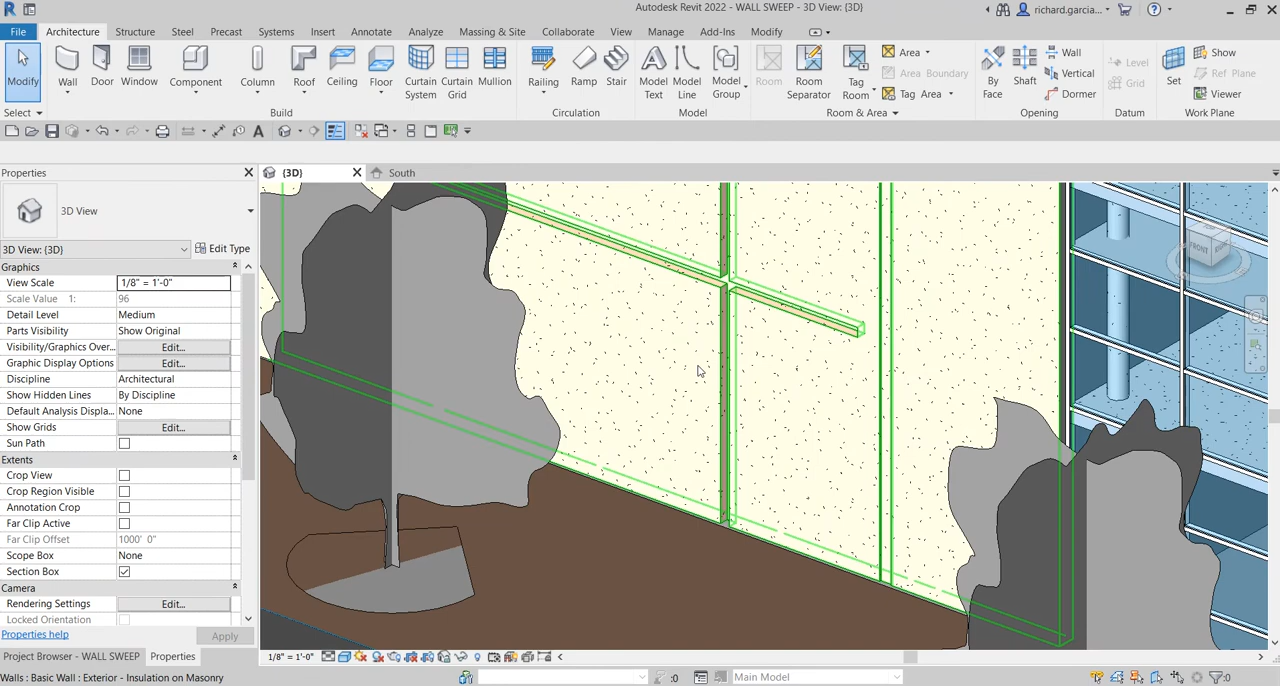 Autodesk Revit 2022 - WALL SWEEP - 3D View: {3D}
richard.garcia...
File Architecture Structure Steel Precast Systems Insert Annotate Analyze Massing & Site Collaborate View Manage Add-Ins Modify
Modify Wall Door Window Component Column Roof Ceiling Floor Curtain System Curtain Grid Mullion Railing Ramp Stair Model Text Model Line Model Group Room Room Separator Tag Room Area Area Boundary Tag Area By Face Shaft Wall Vertical Dormer Level Grid Set Show Ref Plane Viewer
Select Build Circulation Model Room & Area Opening Datum Work Plane
Properties
{3D} South
3D View
3D View: {3D} Edit Type
Graphics
View Scale 1/8" = 1'-0"
Scale Value 1: 96
Detail Level Medium
Parts Visibility Show Original
Visibility/Graphics Over... Edit...
Graphic Display Options Edit...
Discipline Architectural
Show Hidden Lines By Discipline
Default Analysis Displa... None
Show Grids Edit...
Sun Path
Extents
Crop View
Crop Region Visible
Annotation Crop
Far Clip Active
Far Clip Offset 1000' 0"
Scope Box None
Section Box
Camera
Rendering Settings Edit...
Locked Orientation
Properties help Apply
FRONT
Project Browser - WALL SWEEP Properties
1/8" = 1'-0"
Walls : Basic Wall : Exterior - Insulation on Masonry
:0 Main Model :0